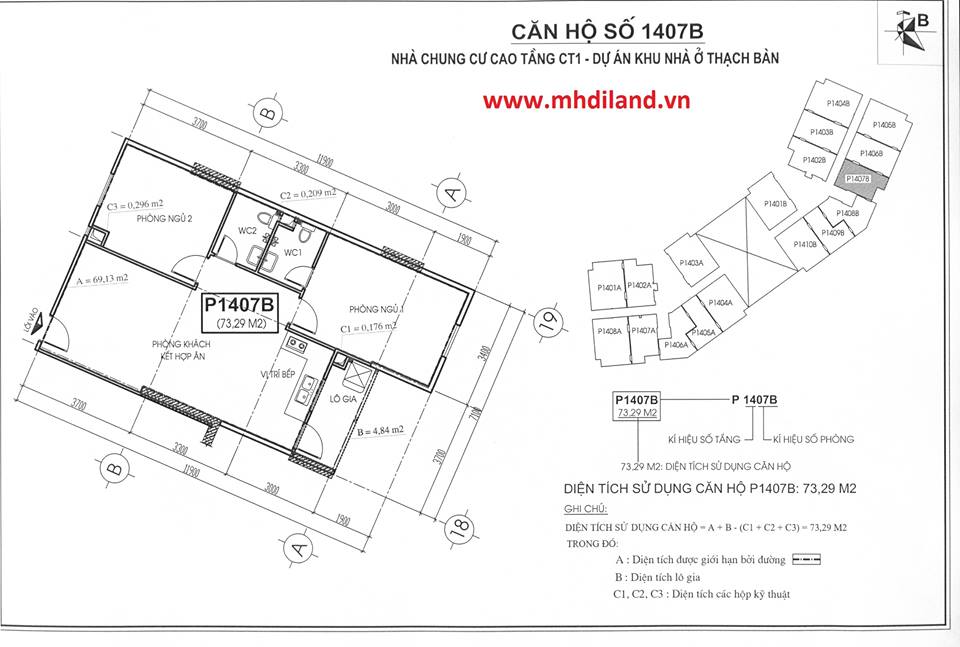 CĂN HỘ SỐ 1407B
NHÀ CHUNG CƯ CAO TẦNG CT1 - DỰ ÁN KHU NHÀ Ở THẠCH BÀN
www.mhdiland.vn
B
B
A
3700
3300
11900
3000
1900
C2 = 0,209 m2
C3 = 0,296 m2
PHÒNG NGỦ 2
WC2
WC1
A = 69,13 m2
P1407B
(73,29 M2)
PHÒNG NGỦ 1
C1 = 0,176 m2
LỐI VÀO
PHÒNG KHÁCH
KẾT HỢP ĂN
VỊ TRÍ BẾP
LÔ GIA
B = 4,84 m2
19
3400
700
3700
18
3700
3300
11900
3000
1900
B
A
P1404B
P1403B
P1402B
P1405B
P1406B
P1407B
P1401B
P1408B
P1409B
P1410B
P1403A
P1401A
P1402A
P1404A
P1408A
P1407A
P1405A
P1406A
P1407B
73.29 M2
P 1407B
KÍ HIỆU SỐ TẦNG
KÍ HIỆU SỐ PHÒNG
73,29 M2: DIỆN TÍCH SỬ DỤNG CĂN HỘ
DIỆN TÍCH SỬ DỤNG CĂN HỘ P1407B: 73,29 M2
GHI CHÚ:
DIỆN TÍCH SỬ DỤNG CĂN HỘ = A + B - (C1 + C2 + C3) = 73,29 M2
TRONG ĐÓ:
A : Diện tích được giới hạn bởi đường
B : Diện tích lô gia
C1, C2, C3 : Diện tích các hộp kỹ thuật